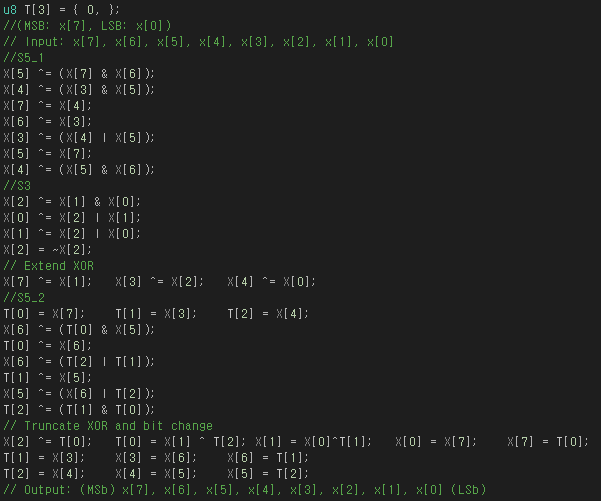 u8 T[3] = { 0, };
//(MSB: x[7], LSB: x[0])
// Input: x[7], x[6], x[5], x[4], x[3], x[2], x[1], x[0]
//S5_1
X[5] ^= (X[7] & X[6]);
X[4] ^= (X[3] & X[5]);
X[7] ^= X[4];
X[6] ^= X[3];
X[3] ^= (X[4] | X[5]);
X[5] ^= X[7];
X[4] ^= (X[5] & X[6]);
//S3
X[2] ^= X[1] & X[0];
X[0] ^= X[2] | X[1];
X[1] ^= X[2] | X[0];
X[2] = ~X[2];
// Extend XOR
X[7] ^= X[1];   X[3] ^= X[2];   X[4] ^= X[0];
//S5_2
T[0] = X[7];    T[1] = X[3];    T[2] = X[4];
X[6] ^= (T[0] & X[5]);
T[0] ^= X[6];
X[6] ^= (T[2] | T[1]);
T[1] ^= X[5];
X[5] ^= (X[6] | T[2]);
T[2] ^= (T[1] & T[0]);
// Truncate XOR and bit change
X[2] ^= T[0];   T[0] = X[1] ^ T[2]; X[1] = X[0]^T[1];   X[0] = X[7];    X[7] = T[0];
T[1] = X[3];    X[3] = X[6];    X[6] = T[1];
T[2] = X[4];    X[4] = X[5];    X[5] = T[2];
// Output: (MSb) x[7], x[6], x[5], x[4], x[3], x[2], x[1], x[0] (LSb)